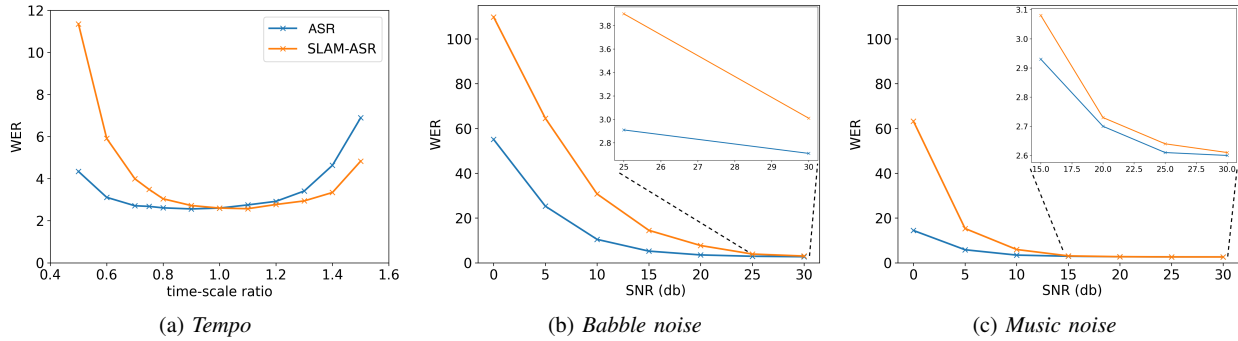 12
10
8
6
4
2
0
WER
ASR
SLAM-ASR
0.4 0.6 0.8 1.0 1.2 1.4 1.6
time-scale ratio
(a) Tempo
100
80
60
40
20
0
WER
3.8
3.6
3.4
3.2
3.0
2.8
25 26 27 28 29 30
0 5 10 15 20 25 30
SNR (db)
(b) Babble noise
100
80
60
40
20
0
WER
3.1
3.0
2.9
2.8
2.7
2.6
15.0 17.5 20.0 22.5 25.0 27.5 30.0
0 5 10 15 20 25 30
SNR (db)
(c) Music noise